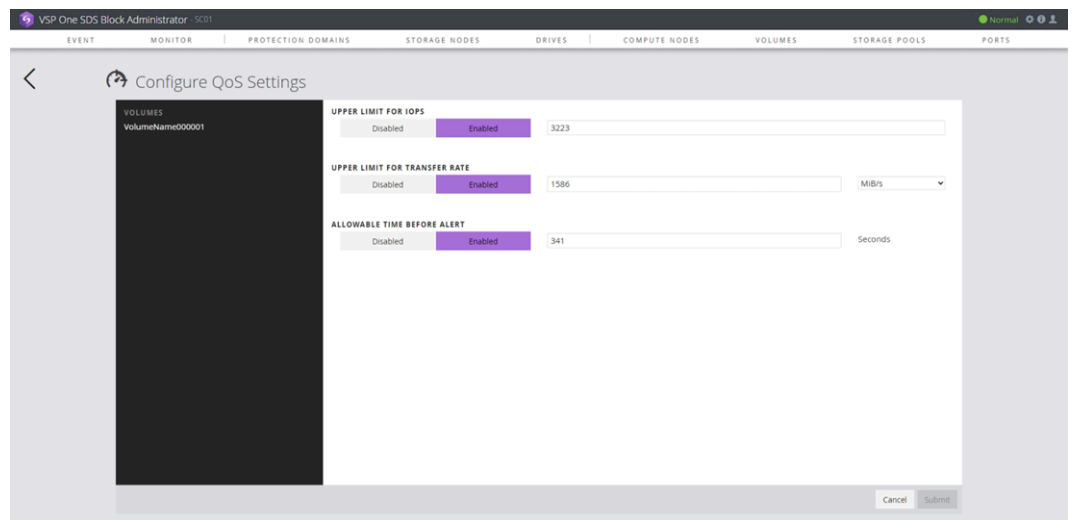 VSP One SDS Block Administrator - SC01
Normal
EVENT MONITOR PROTECTION DOMAINS STORAGE NODES DRIVES COMPUTE NODES VOLUMES STORAGE POOLS PORTS
Configure QoS Settings
VOLUMES
VolumeName000001
UPPER LIMIT FOR IOPS
Disabled Enabled 3223
UPPER LIMIT FOR TRANSFER RATE
Disabled Enabled 1586 MiB/s
ALLOWABLE TIME BEFORE ALERT
Disabled Enabled 341 Seconds
Cancel Submit